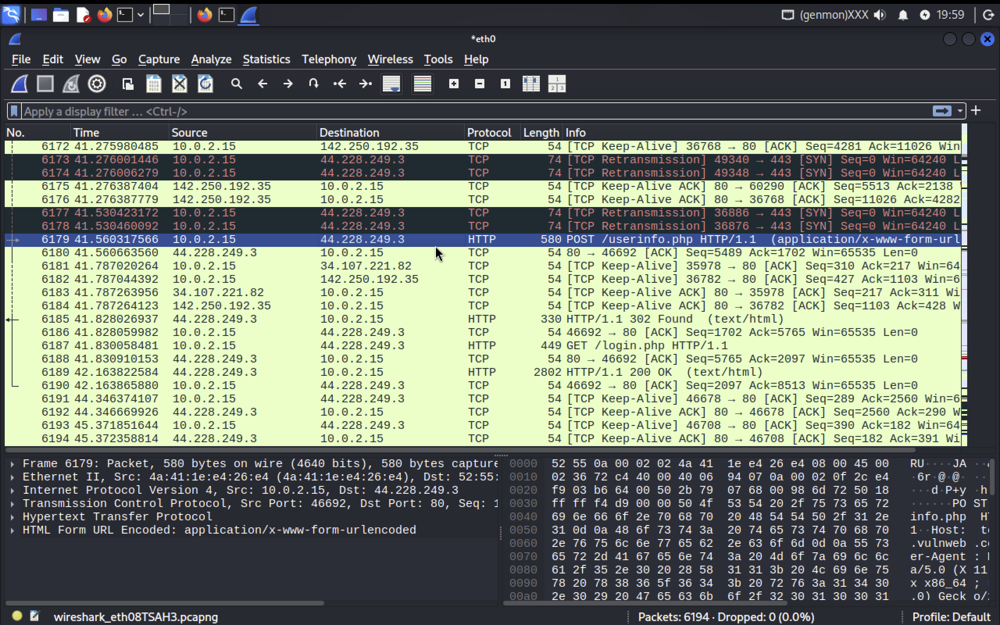 (genmon)XXX 19:59
*eth0
File Edit View Go Capture Analyze Statistics Telephony Wireless Tools Help
Apply a display filter … <Ctrl-/>
No. Time Source Destination Protocol Length Info
6172 41.275980485 10.0.2.15 142.250.192.35 TCP 54 [TCP Keep-Alive] 36768 → 80 [ACK] Seq=4281 Ack=11026 Win
6173 41.276001446 10.0.2.15 44.228.249.3 TCP 74 [TCP Retransmission] 49340 → 443 [SYN] Seq=0 Win=64240 L
6174 41.276006279 10.0.2.15 44.228.249.3 TCP 74 [TCP Retransmission] 49348 → 443 [SYN] Seq=0 Win=64240 L
6175 41.276387404 142.250.192.35 10.0.2.15 TCP 54 [TCP Keep-Alive ACK] 80 → 60290 [ACK] Seq=5513 Ack=2138
6176 41.276387779 142.250.192.35 10.0.2.15 TCP 54 [TCP Keep-Alive ACK] 80 → 36768 [ACK] Seq=11026 Ack=4282
6177 41.530423172 10.0.2.15 44.228.249.3 TCP 74 [TCP Retransmission] 36886 → 443 [SYN] Seq=0 Win=64240 L
6178 41.530460092 10.0.2.15 44.228.249.3 TCP 74 [TCP Retransmission] 36876 → 443 [SYN] Seq=0 Win=64240 L
6179 41.560317566 10.0.2.15 44.228.249.3 HTTP 580 POST /userinfo.php HTTP/1.1 (application/x-www-form-url
6180 41.560663560 44.228.249.3 10.0.2.15 TCP 54 80 → 46692 [ACK] Seq=5489 Ack=1702 Win=65535 Len=0
6181 41.787020264 10.0.2.15 34.107.221.82 TCP 54 [TCP Keep-Alive] 35978 → 80 [ACK] Seq=310 Ack=217 Win=64
6182 41.787044392 10.0.2.15 142.250.192.35 TCP 54 [TCP Keep-Alive] 36782 → 80 [ACK] Seq=427 Ack=1103 Win=6
6183 41.787263956 34.107.221.82 10.0.2.15 TCP 54 [TCP Keep-Alive ACK] 80 → 35978 [ACK] Seq=217 Ack=311 Wi
6184 41.787264123 142.250.192.35 10.0.2.15 TCP 54 [TCP Keep-Alive ACK] 80 → 36782 [ACK] Seq=1103 Ack=428 W
6185 41.828026937 44.228.249.3 10.0.2.15 HTTP 330 HTTP/1.1 302 Found (text/html)
6186 41.828059982 10.0.2.15 44.228.249.3 TCP 54 46692 → 80 [ACK] Seq=1702 Ack=5765 Win=65535 Len=0
6187 41.830058481 10.0.2.15 44.228.249.3 HTTP 449 GET /login.php HTTP/1.1
6188 41.830910153 44.228.249.3 10.0.2.15 TCP 54 80 → 46692 [ACK] Seq=5765 Ack=2097 Win=65535 Len=0
6189 42.163822584 44.228.249.3 10.0.2.15 HTTP 2802 HTTP/1.1 200 OK (text/html)
6190 42.163865880 10.0.2.15 44.228.249.3 TCP 54 46692 → 80 [ACK] Seq=2097 Ack=8513 Win=65535 Len=0
6191 44.346374107 10.0.2.15 44.228.249.3 TCP 54 [TCP Keep-Alive] 46678 → 80 [ACK] Seq=289 Ack=2560 Win=6
6192 44.346669926 44.228.249.3 10.0.2.15 TCP 54 [TCP Keep-Alive ACK] 80 → 46678 [ACK] Seq=2560 Ack=290 W
6193 45.371851644 10.0.2.15 44.228.249.3 TCP 54 [TCP Keep-Alive] 46708 → 80 [ACK] Seq=390 Ack=182 Win=64
6194 45.372358814 44.228.249.3 10.0.2.15 TCP 54 [TCP Keep-Alive ACK] 80 → 46708 [ACK] Seq=182 Ack=391 Wi
Frame 6179: Packet, 580 bytes on wire (4640 bits), 580 bytes capture
Ethernet II, Src: 4a:41:1e:e4:26:e4 (4a:41:1e:e4:26:e4), Dst: 52:55:
Internet Protocol Version 4, Src: 10.0.2.15, Dst: 44.228.249.3
Transmission Control Protocol, Src Port: 46692, Dst Port: 80, Seq: 1
Hypertext Transfer Protocol
HTML Form URL Encoded: application/x-www-form-urlencoded
0000 52 55 0a 00 02 02 4a 41 1e e4 26 e4 08 00 45 00 RU····JA ··&
0010 02 36 72 c4 40 00 40 06 94 07 0a 00 02 0f 2c e4 ·6r·@·@· ··
0020 f9 03 b6 64 00 50 2b 79 07 68 00 98 6d 72 50 18 ···d·P+y ·h
0030 ff ff f4 d9 00 00 50 4f 53 54 20 2f 75 73 65 72 ······PO ST
0040 69 6e 66 6f 2e 70 68 70 20 48 54 54 50 2f 31 2e info.php HT
0050 31 0d 0a 48 6f 73 74 3a 20 74 65 73 74 70 68 70 1··Host: te
0060 2e 76 75 6c 6e 77 65 62 2e 63 6f 6d 0d 0a 55 73 .vulnweb .co
0070 65 72 2d 41 67 65 6e 74 3a 20 4d 6f 7a 69 6c 6c er-Agent :
0080 61 2f 35 2e 30 20 28 58 31 31 3b 20 4c 69 6e 75 a/5.0 (X 11
0090 78 20 78 38 36 5f 36 34 3b 20 72 76 3a 31 34 30 x x86_64 ;
00a0 2e 30 29 20 47 65 63 6b 6f 2f 32 30 31 30 30 31 .0) Geck o/2
wireshark_eth08TSAH3.pcapng Packets: 6194 · Dropped: 0 (0.0%) Profile: Default